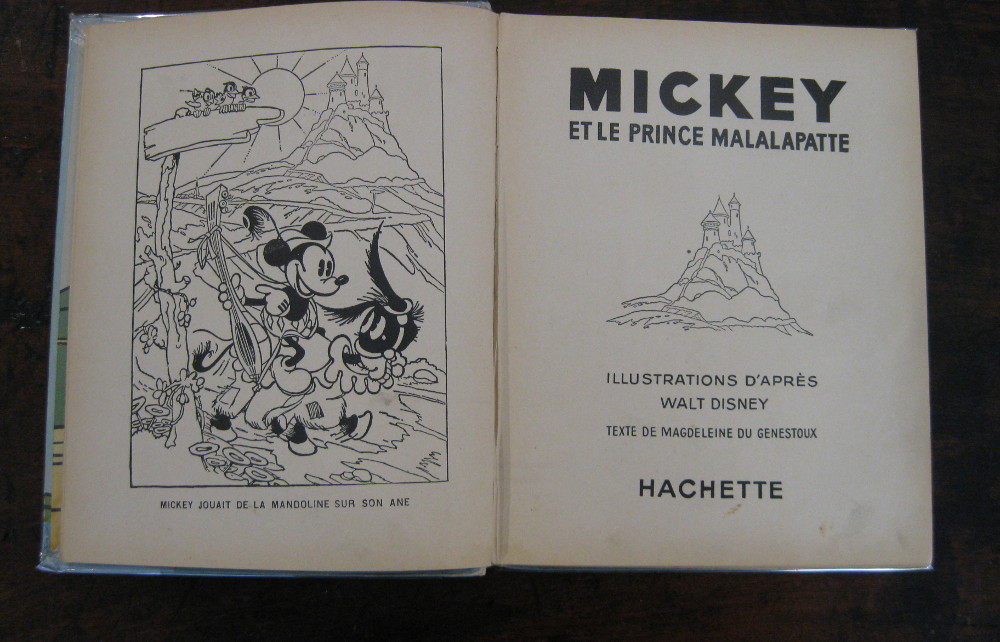 MICKEY JOUAIT DE LA MANDOLINE SUR SON ANE
MICKEY
ET LE PRINCE MALALAPATTE
ILLUSTRATIONS D'APRÈS
WALT DISNEY
TEXTE DE MAGDELEINE DU GENESTOUX
HACHETTE